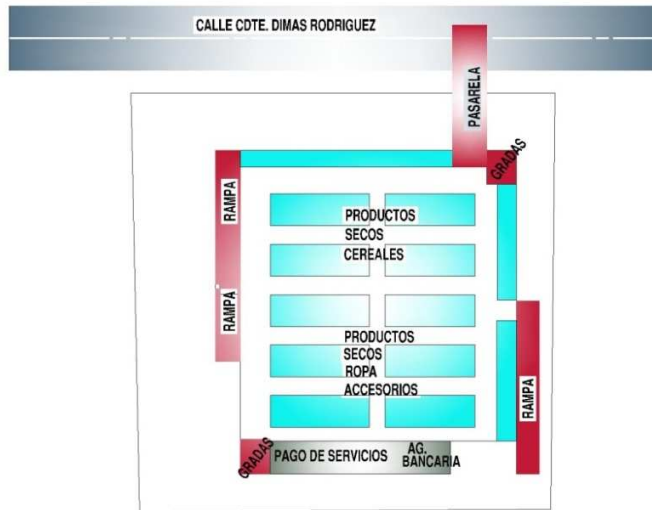 CALLE CDTE. DIMAS RODRIGUEZ
PASARELA
GRADAS
RAMPA
PRODUCTOS
SECOS
CEREALES
RAMPA
PRODUCTOS
SECOS
ROPA
ACCESORIOS
RAMPA
GRADAS
PAGO DE SERVICIOS
AG.
BANCARIA